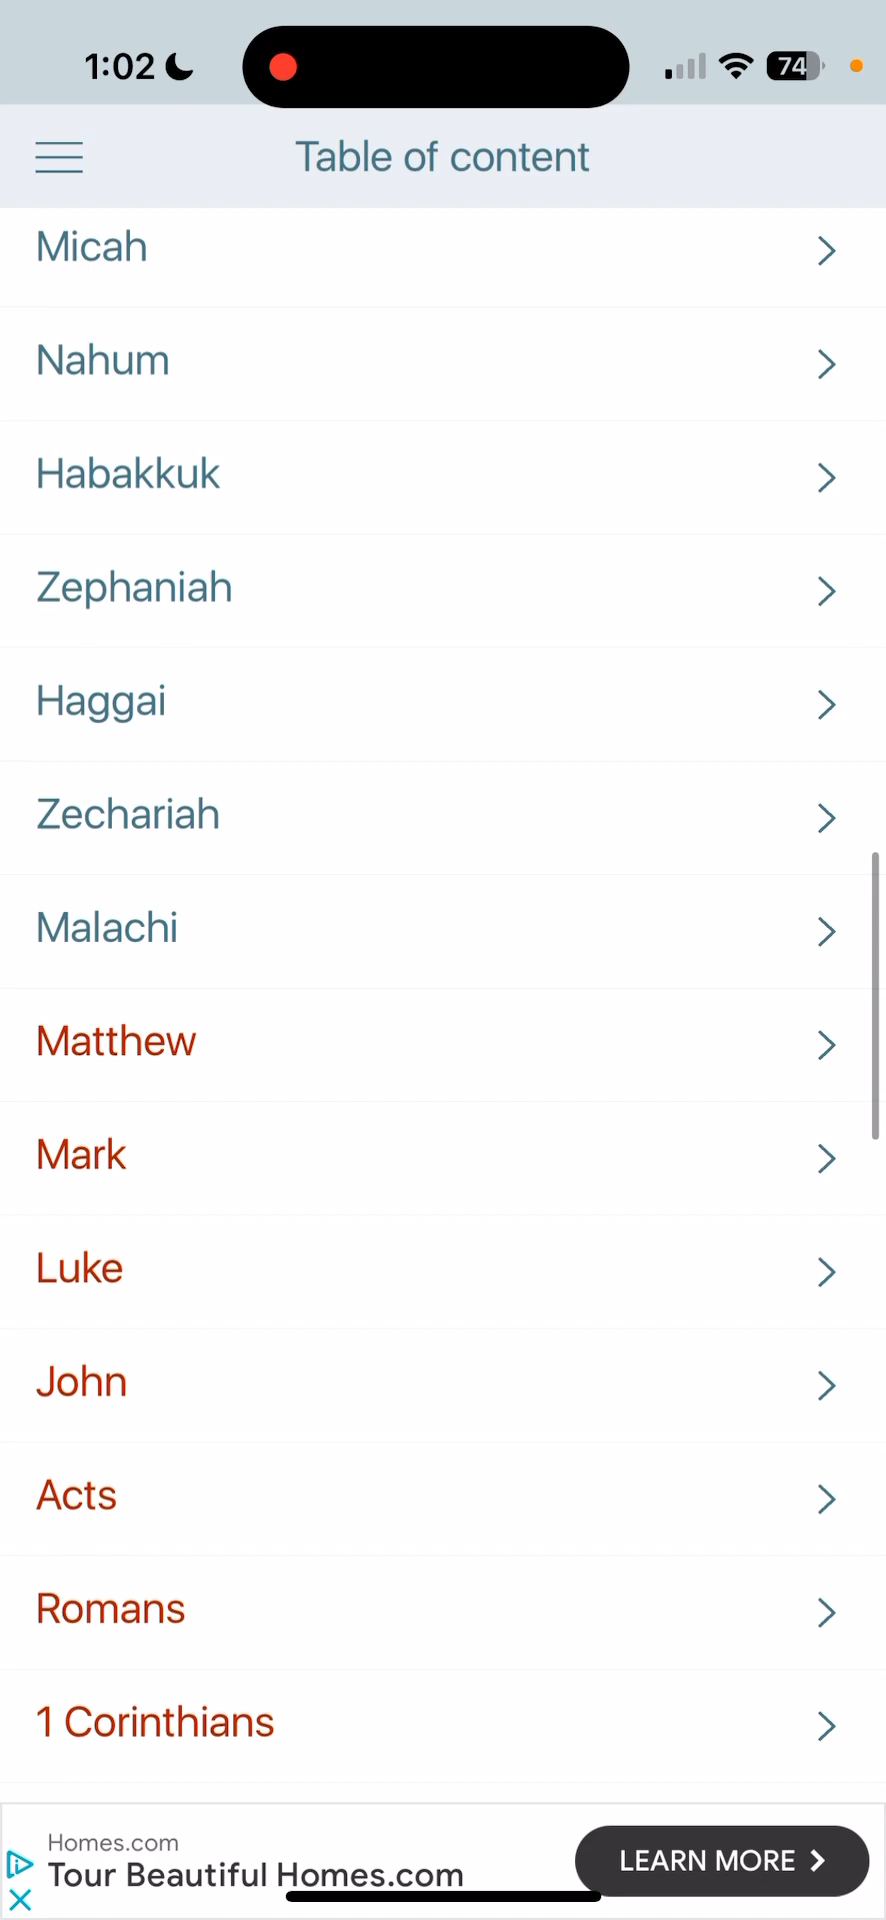 1:02
74
Table of content
Micah
Nahum
Habakkuk
Zephaniah
Haggai
Zechariah
Malachi
Matthew
Mark
Luke
John
Acts
Romans
1 Corinthians
Homes.com
Tour Beautiful Homes.com
LEARN MORE